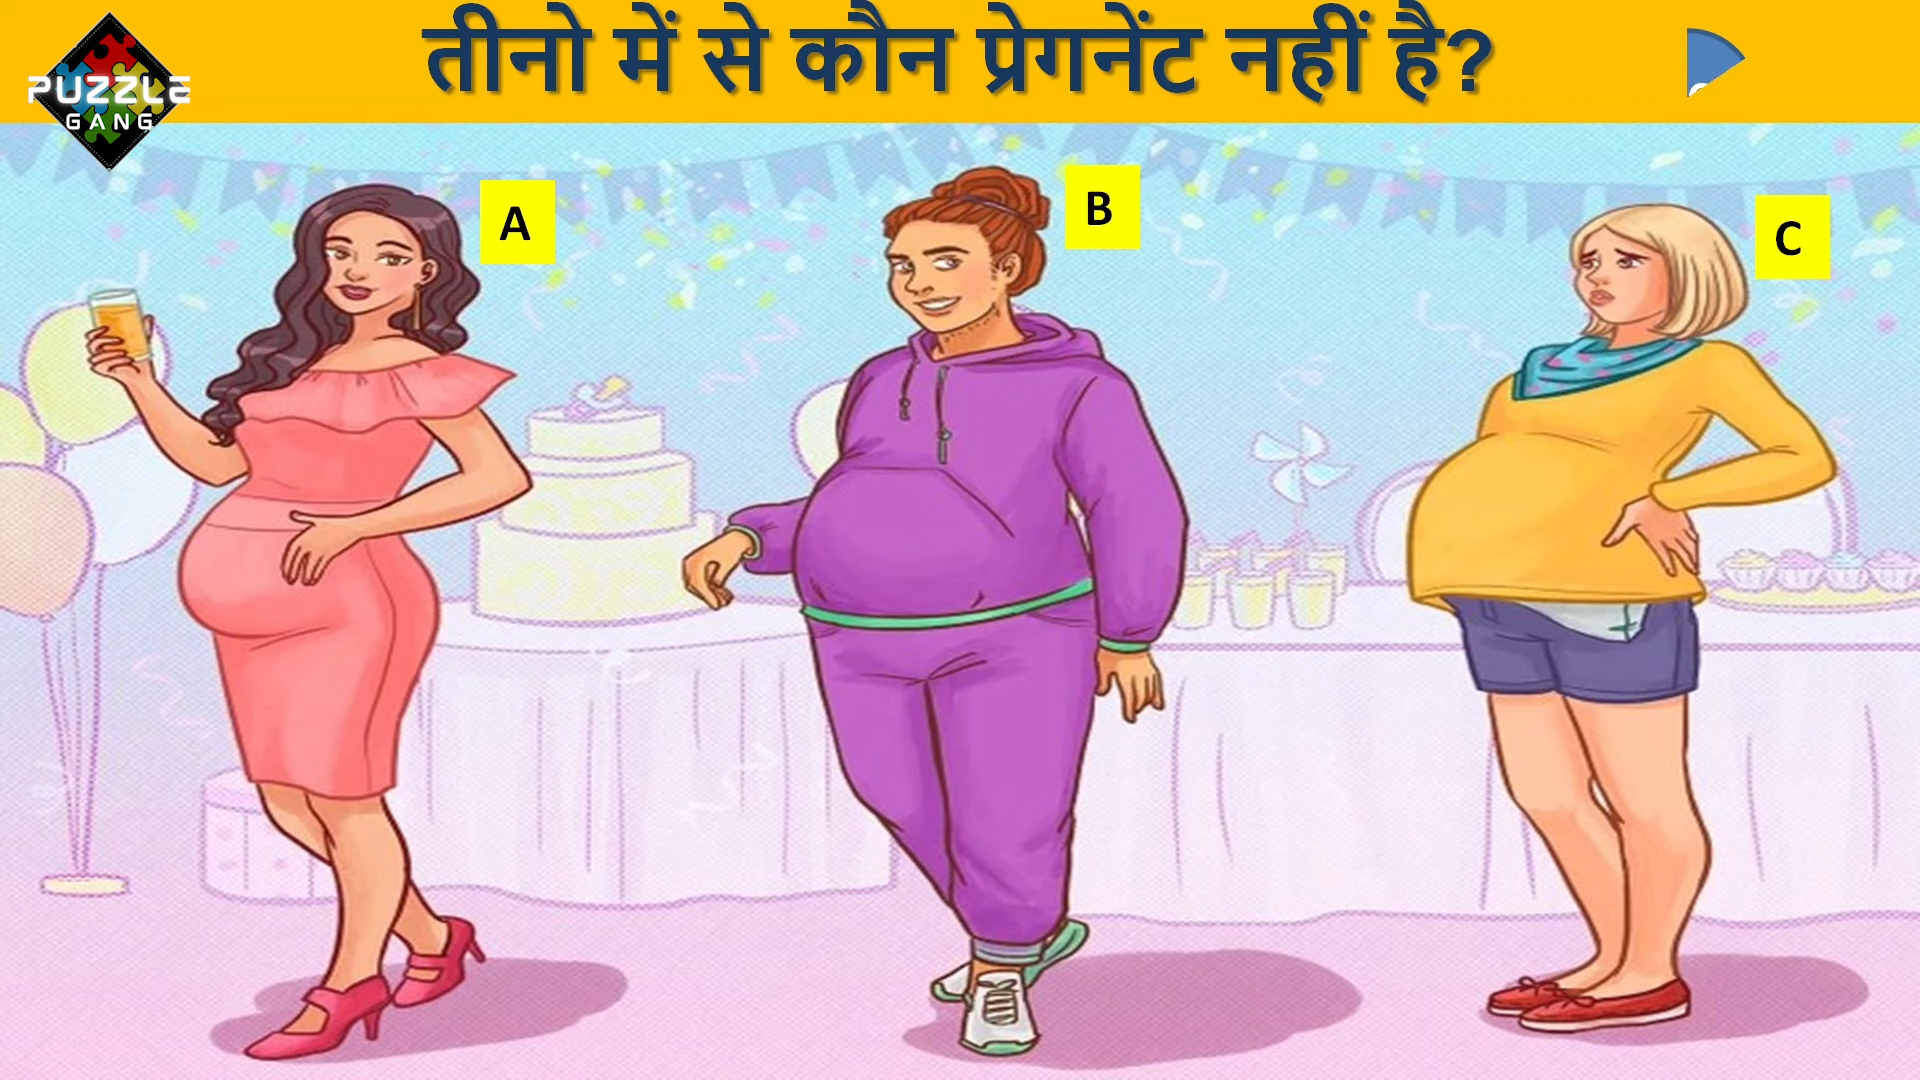 तीनो में से कौन प्रेगनेंट नहीं है?
PUZZLE
GANG
A
B
C